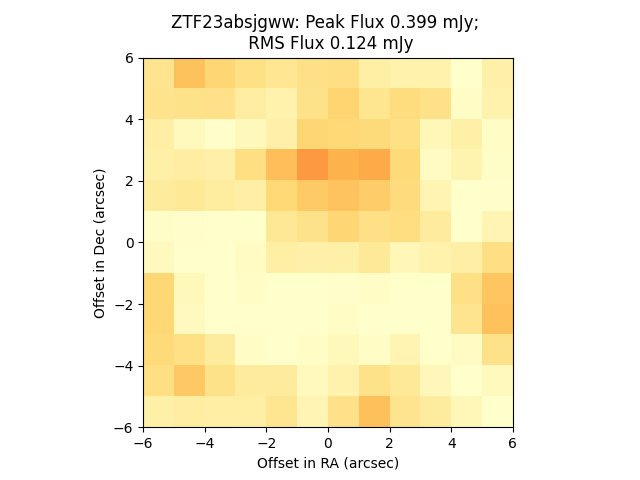 ZTF23absjgww: Peak Flux 0.399 mJy;
RMS Flux 0.124 mJy
6
4
2
0
−2
−4
−6
Offset in Dec (arcsec)
−6 −4 −2 0 2 4 6
Offset in RA (arcsec)